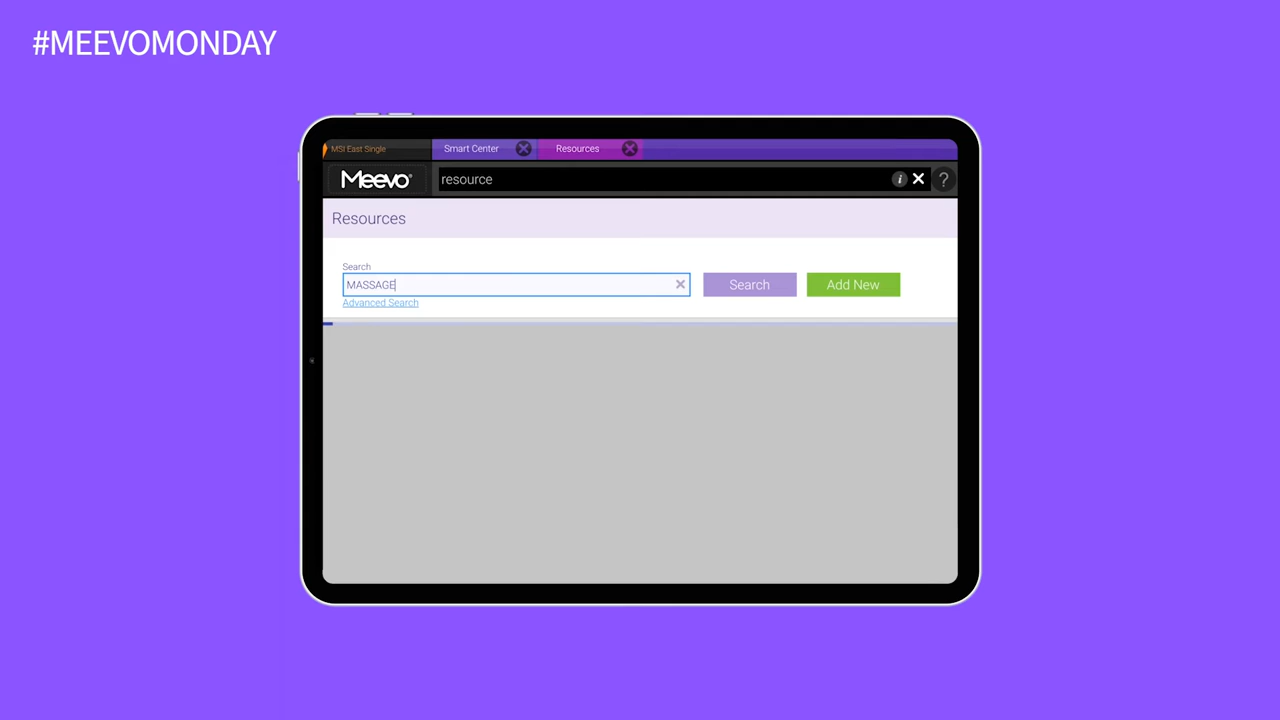 #MEEVOMONDAY
MSI East Single
Smart Center
Resources
Meevo
resource
Resources
Search
MASSAGE
Search
Add New
Advanced Search